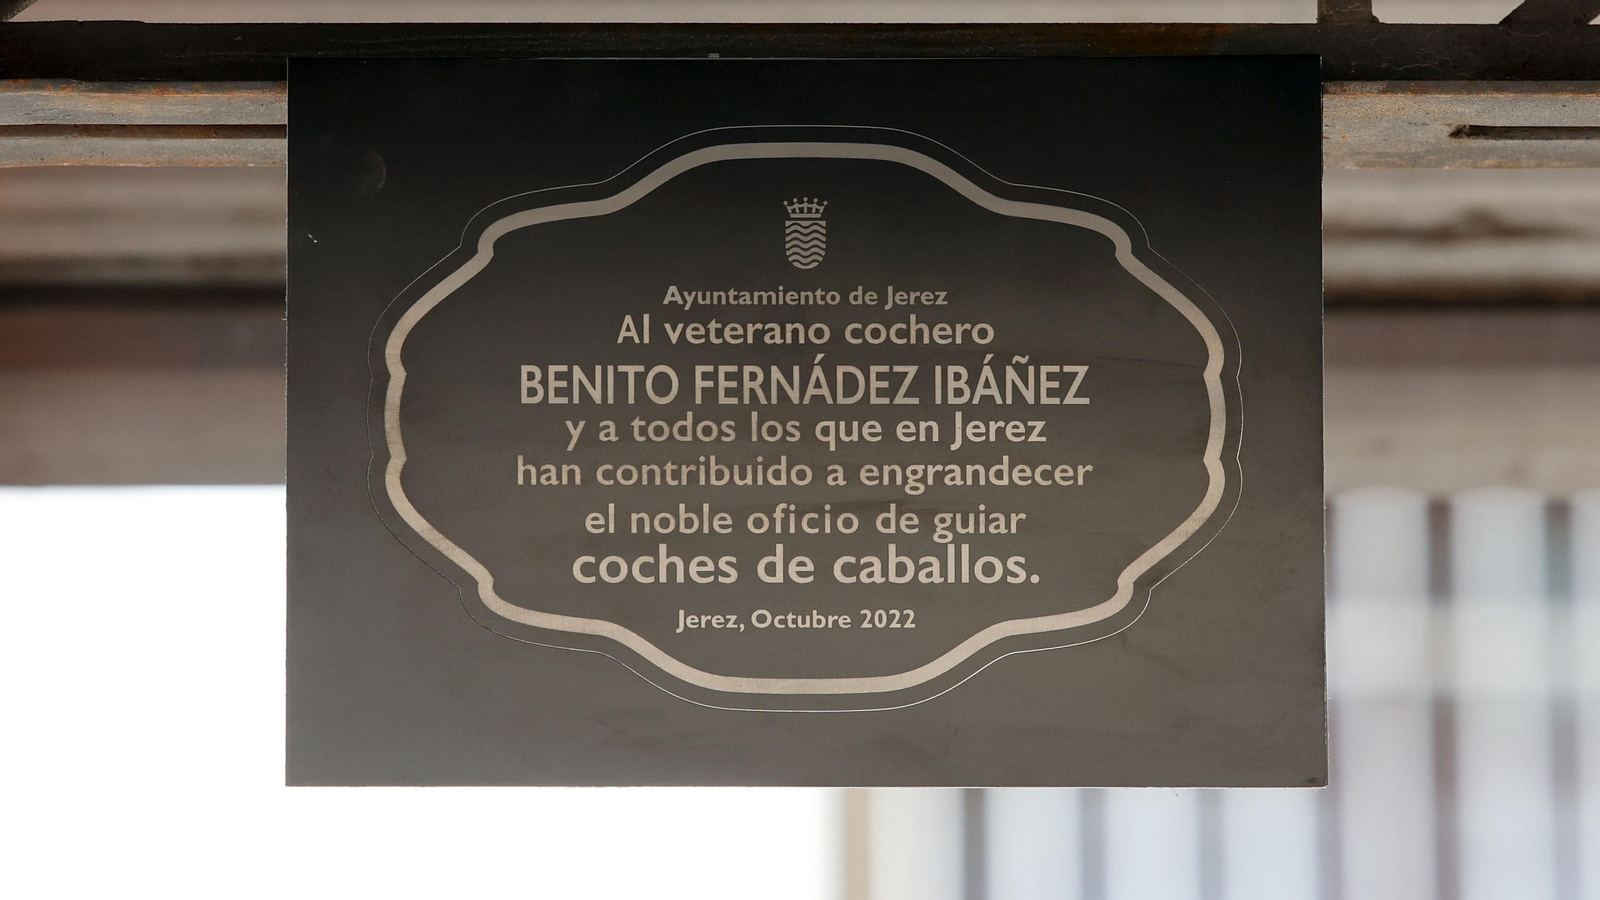 Ayuntamiento de Jerez
Al veterano cochero
BENITO FERNÁDEZ IBÁÑEZ
y a todos los que en Jerez
han contribuido a engrandecer
el noble oficio de guiar
coches de caballos.
Jerez, Octubre 2022